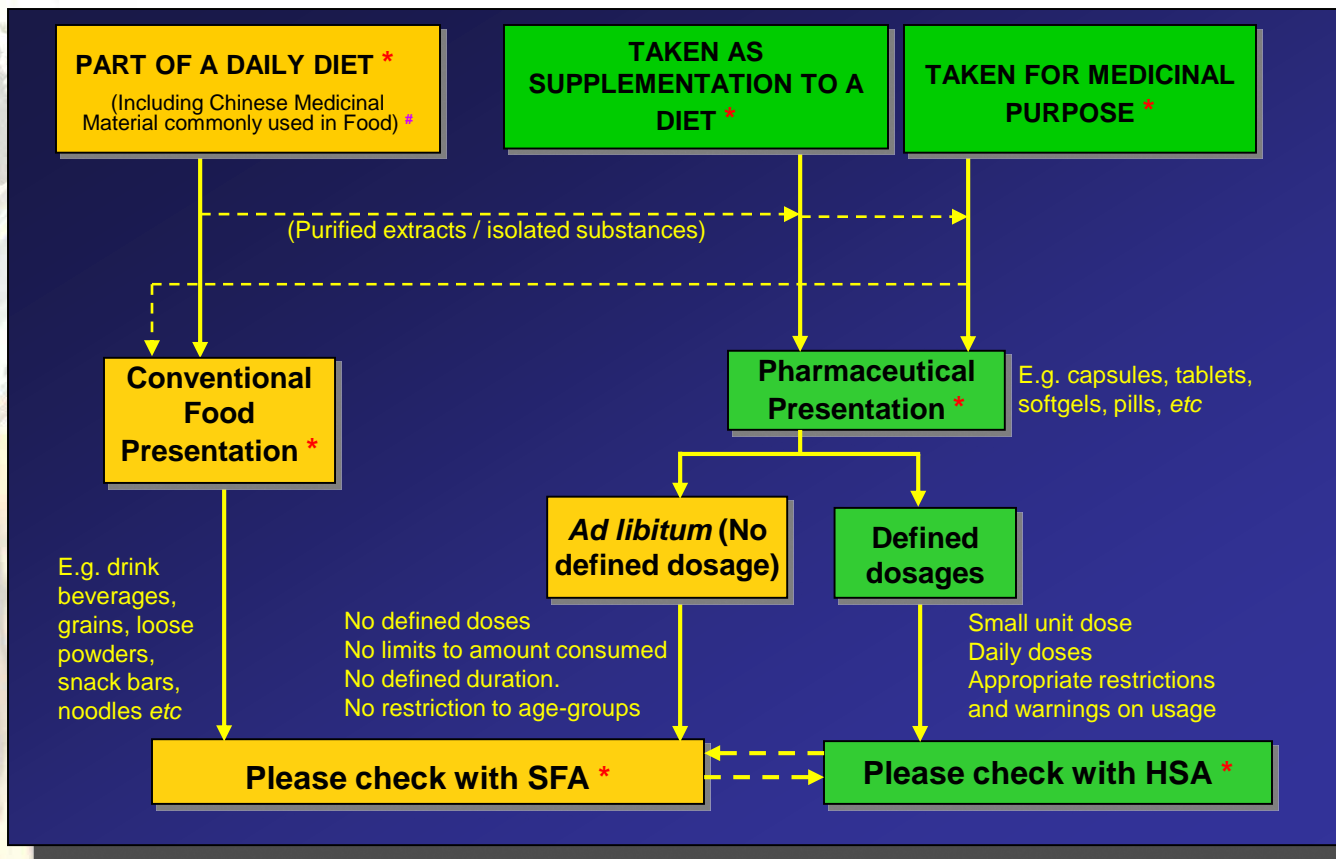 PART OF A DAILY DIET *
(Including Chinese Medicinal
Material commonly used in Food) #
TAKEN AS
SUPPLEMENTATION TO A
DIET *
TAKEN FOR MEDICINAL
PURPOSE *
(Purified extracts / isolated substances)
Conventional
Food
Presentation *
Pharmaceutical
Presentation *
E.g. capsules, tablets,
softgels, pills, etc
Ad libitum (No
defined dosage)
Defined
dosages
E.g. drink
beverages,
grains, loose
powders,
snack bars,
noodles etc
No defined doses
No limits to amount consumed
No defined duration.
No restriction to age-groups
Small unit dose
Daily doses
Appropriate restrictions
and warnings on usage
Please check with SFA *
Please check with HSA *